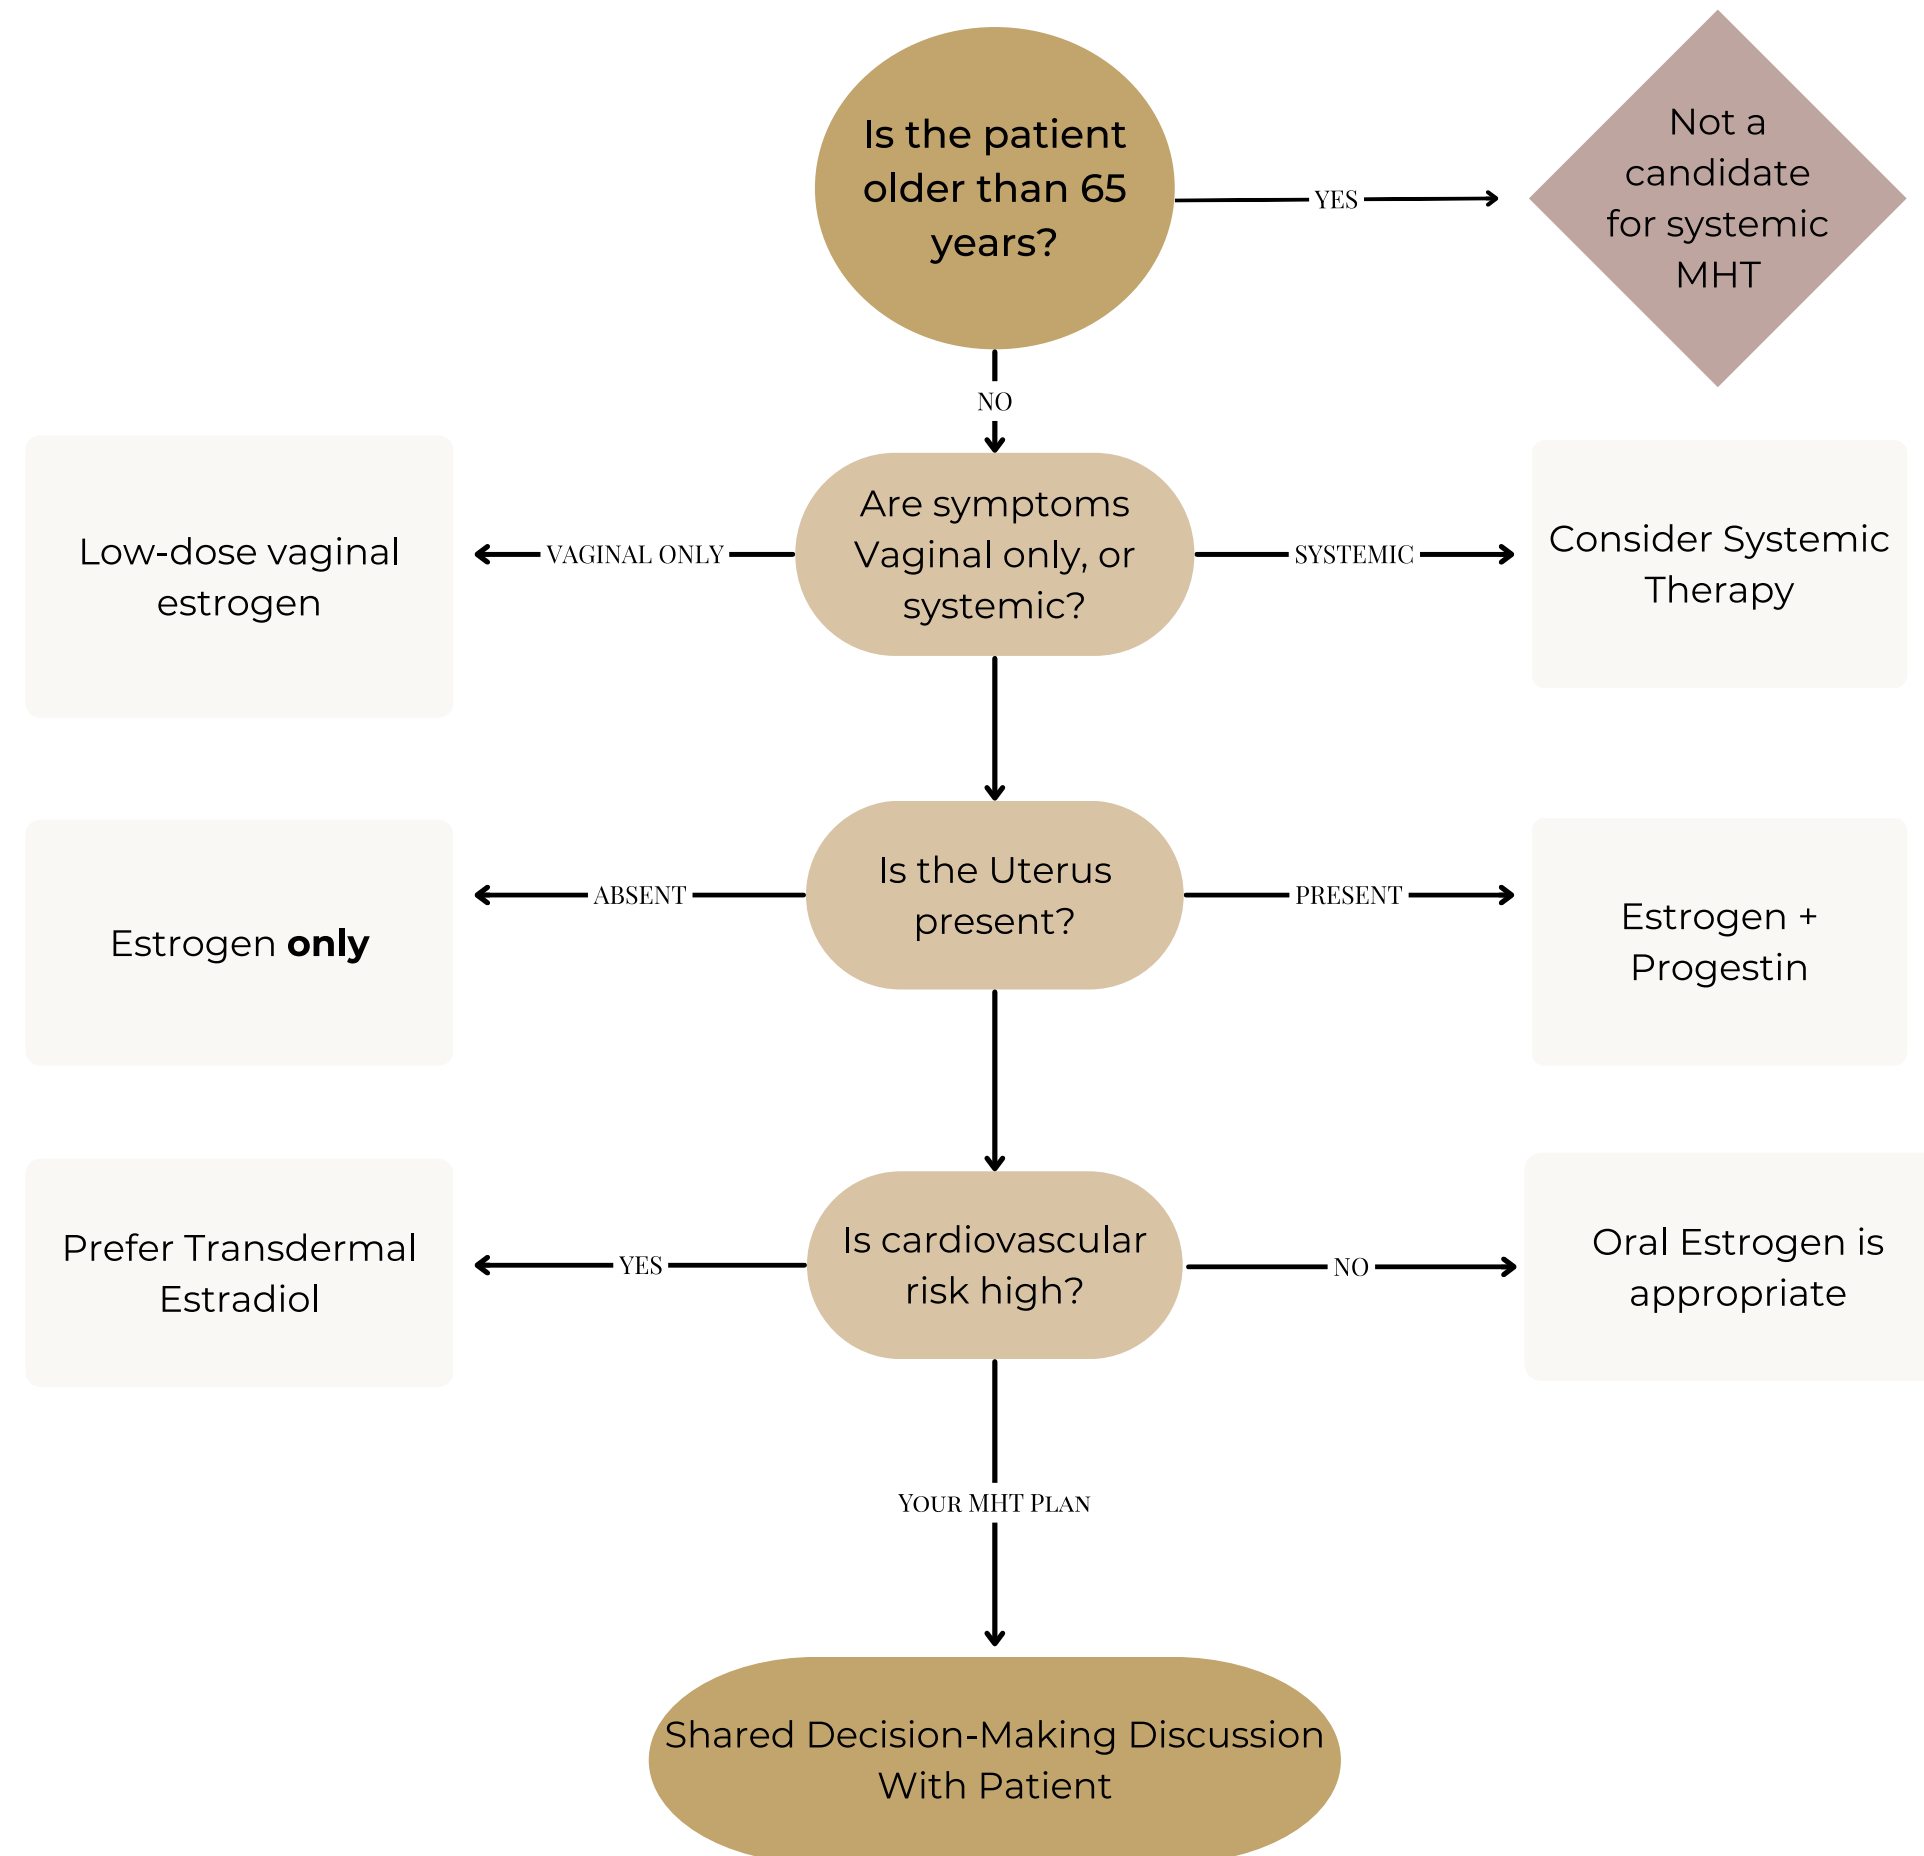 Is the patient
older than 65
years?
YES
Not a
candidate
for systemic
MHT
NO
Low-dose vaginal
estrogen
VAGINAL ONLY
Are symptoms
Vaginal only, or
systemic?
SYSTEMIC
Consider Systemic
Therapy
Estrogen only
ABSENT
Is the Uterus
present?
PRESENT
Estrogen +
Progestin
Prefer Transdermal
Estradiol
YES
Is cardiovascular
risk high?
NO
Oral Estrogen is
appropriate
Your MHT Plan
Shared Decision-Making Discussion
With Patient